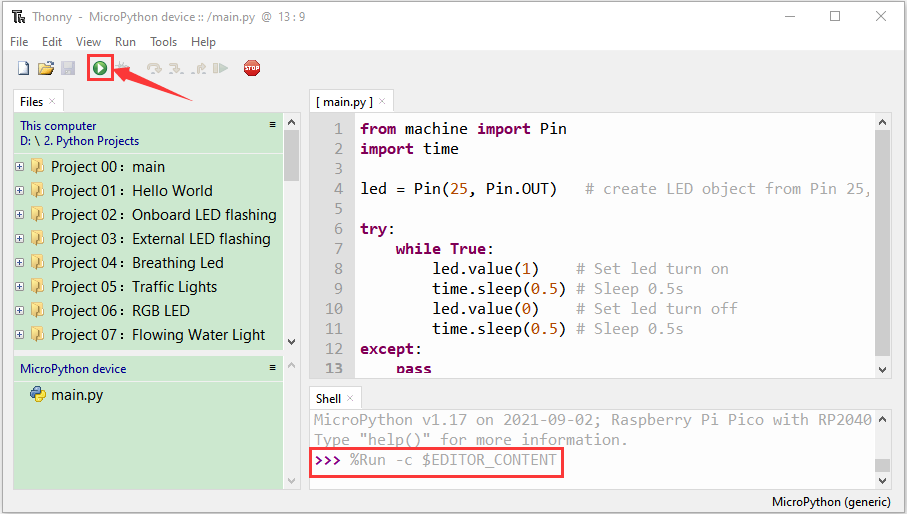 Thonny - MicroPython device :: /main.py @ 13 : 9
File Edit View Run Tools Help
STOP
Files
This computer
D: \ 2. Python Projects
Project 00：main
Project 01：Hello World
Project 02：Onboard LED flashing
Project 03：External LED flashing
Project 04：Breathing Led
Project 05：Traffic Lights
Project 06：RGB LED
Project 07：Flowing Water Light
MicroPython device
main.py
[ main.py ]
1 from machine import Pin
2 import time
3
4 led = Pin(25, Pin.OUT)   # create LED object from Pin 25,
5
6 try:
7     while True:
8         led.value(1)    # Set led turn on
9         time.sleep(0.5) # Sleep 0.5s
10         led.value(0)    # Set led turn off
11         time.sleep(0.5) # Sleep 0.5s
12 except:
13     pass
Shell
MicroPython v1.17 on 2021-09-02; Raspberry Pi Pico with RP2040
Type "help()" for more information.
>>> %Run -c $EDITOR_CONTENT
MicroPython (generic)